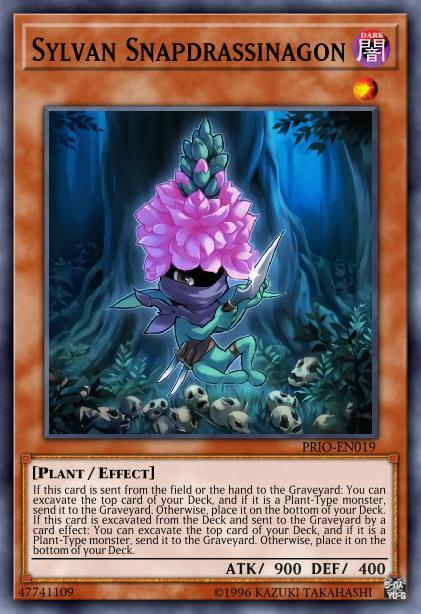 SYLVAN SNAPDRASSINAGON
DARK
闇
PRIO-EN019
[PLANT / EFFECT]
If this card is sent from the field or the hand to the Graveyard: You can
excavate the top card of your Deck, and if it is a Plant-Type monster,
send it to the Graveyard. Otherwise, place it on the bottom of your Deck.
If this card is excavated from the Deck and sent to the Graveyard by a
card effect: You can excavate the top card of your Deck, and if it is a
Plant-Type monster, send it to the Graveyard. Otherwise, place it on the
bottom of your Deck.
ATK/ 900 DEF/ 400
47741109
©1996 KAZUKI TAKAHASHI